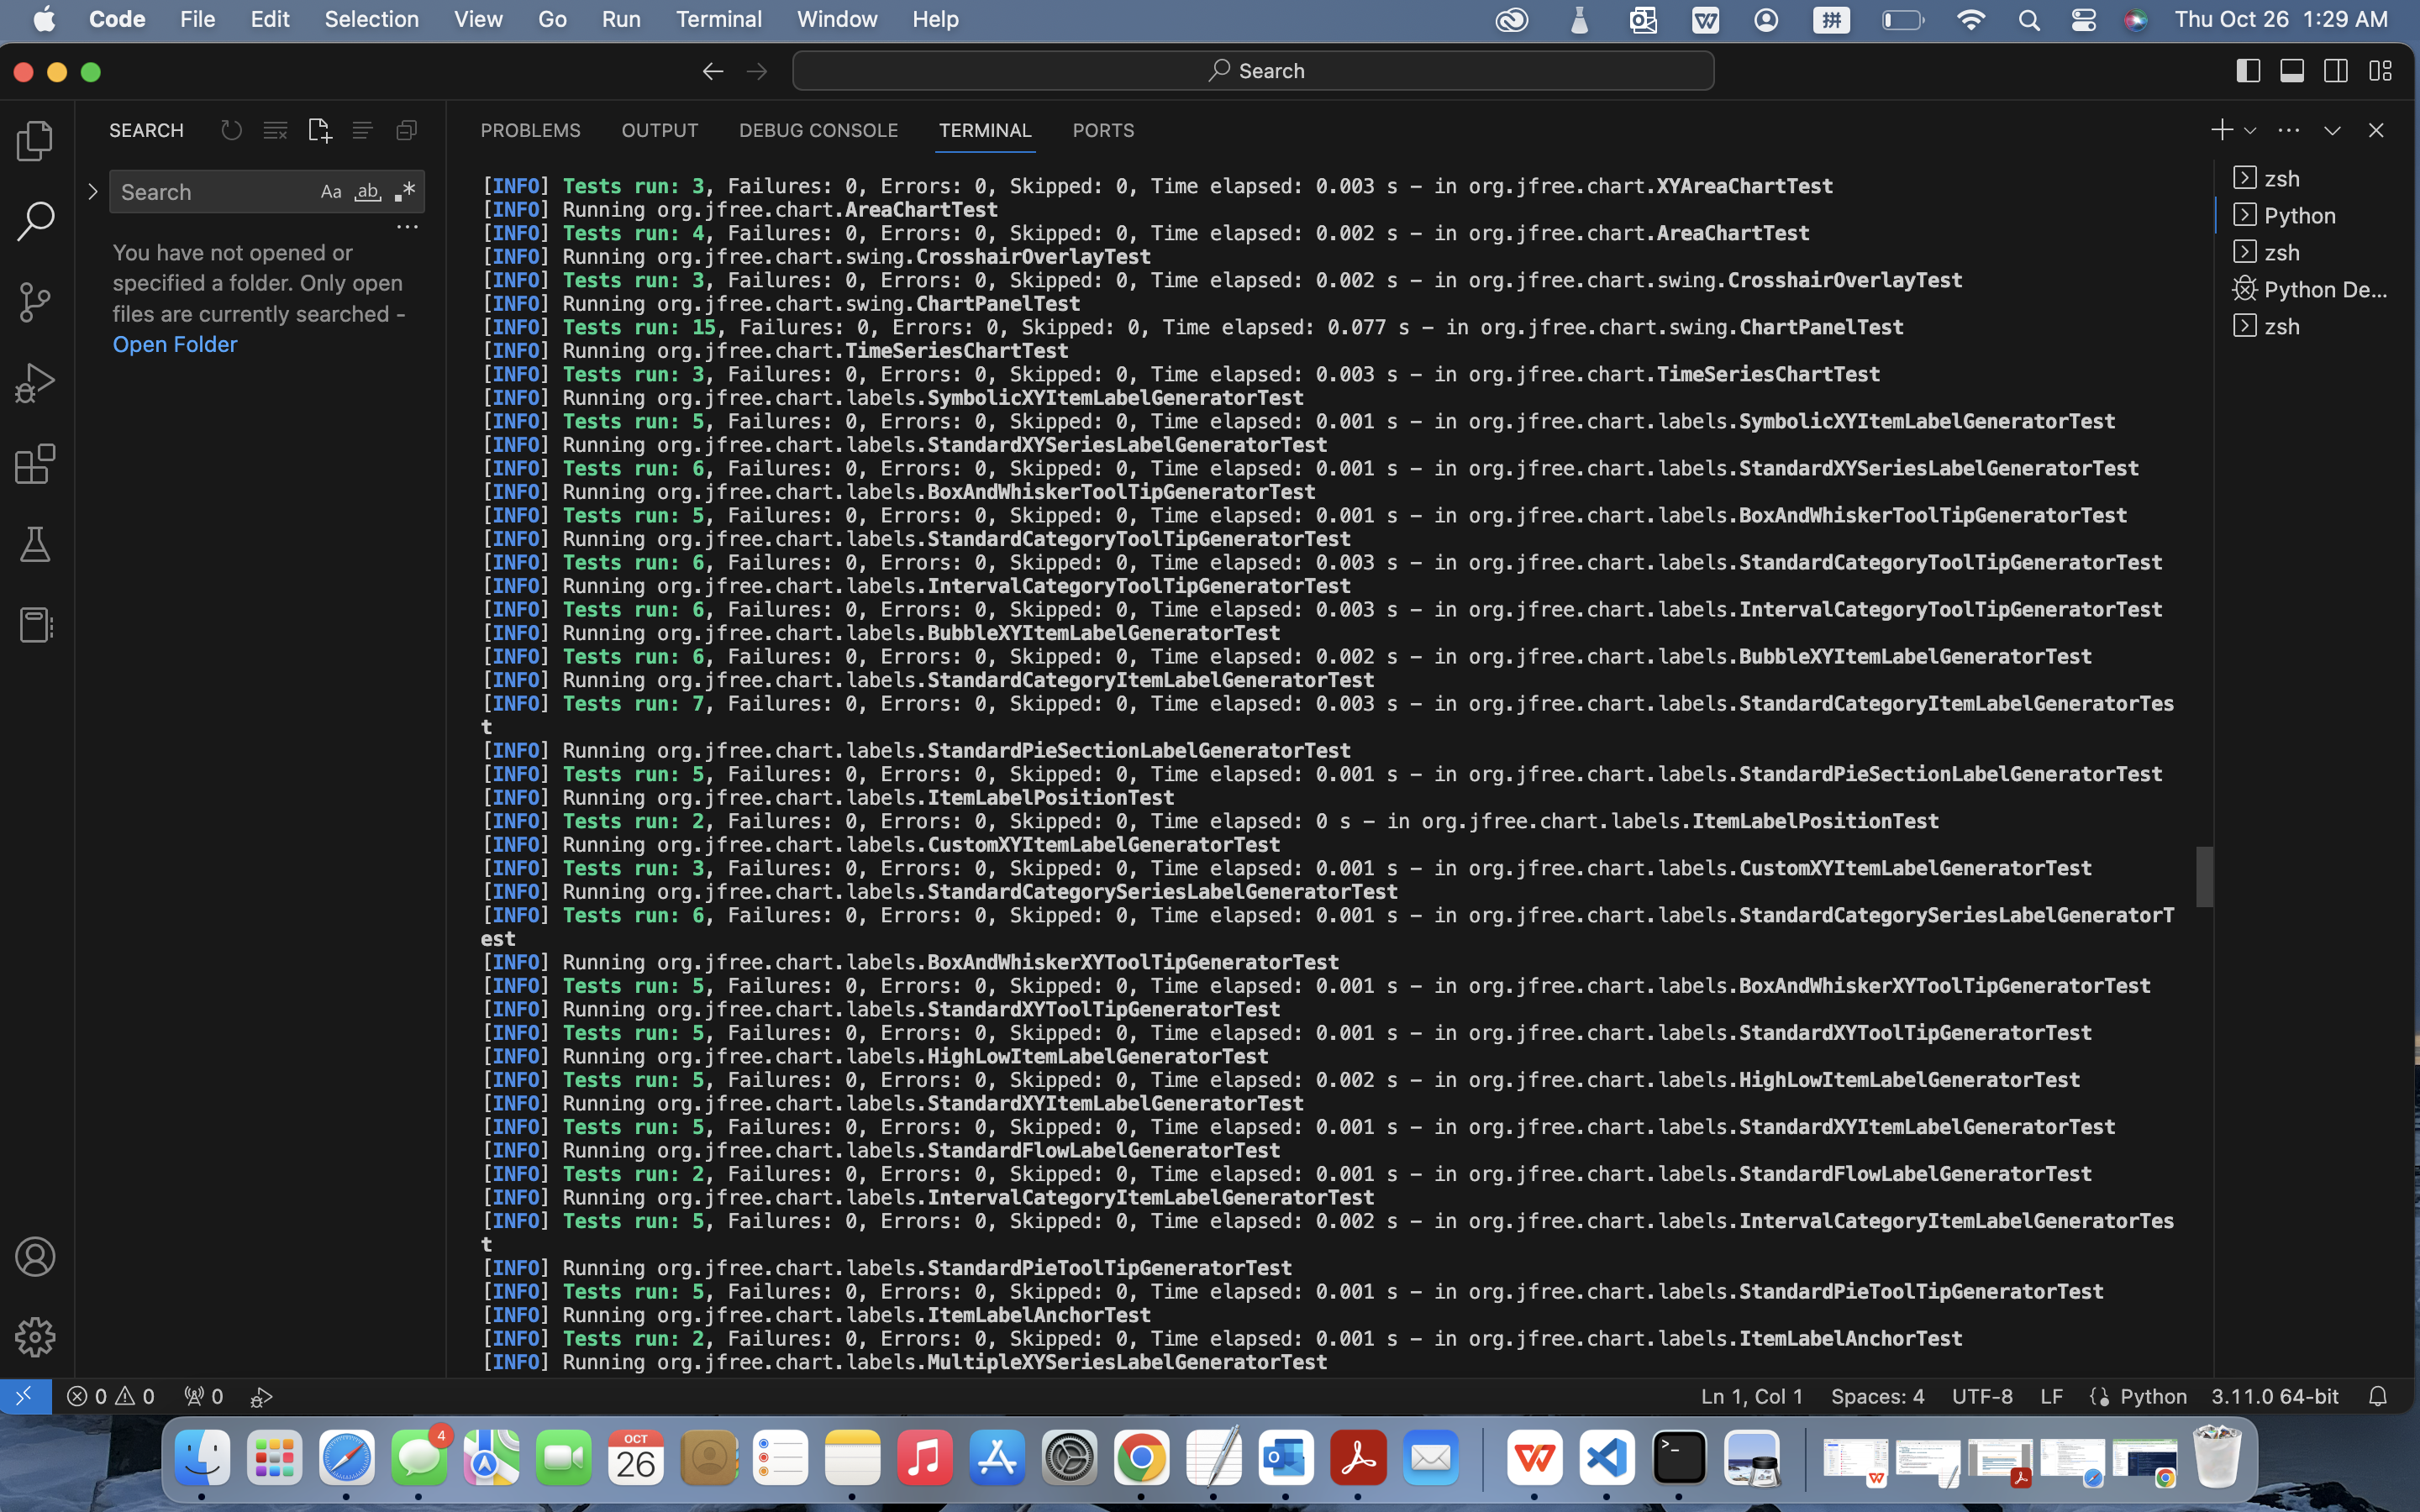 Code File Edit Selection View Go Run Terminal Window Help 拼 Thu Oct 26 1:29 AM
Search
SEARCH
PROBLEMS OUTPUT DEBUG CONSOLE TERMINAL PORTS
Search Aa ab
You have not opened or
specified a folder. Only open
files are currently searched -
Open Folder
[INFO] Tests run: 3, Failures: 0, Errors: 0, Skipped: 0, Time elapsed: 0.003 s - in org.jfree.chart.XYAreaChartTest
[INFO] Running org.jfree.chart.AreaChartTest
[INFO] Tests run: 4, Failures: 0, Errors: 0, Skipped: 0, Time elapsed: 0.002 s - in org.jfree.chart.AreaChartTest
[INFO] Running org.jfree.chart.swing.CrosshairOverlayTest
[INFO] Tests run: 3, Failures: 0, Errors: 0, Skipped: 0, Time elapsed: 0.002 s - in org.jfree.chart.swing.CrosshairOverlayTest
[INFO] Running org.jfree.chart.swing.ChartPanelTest
[INFO] Tests run: 15, Failures: 0, Errors: 0, Skipped: 0, Time elapsed: 0.077 s - in org.jfree.chart.swing.ChartPanelTest
[INFO] Running org.jfree.chart.TimeSeriesChartTest
[INFO] Tests run: 3, Failures: 0, Errors: 0, Skipped: 0, Time elapsed: 0.003 s - in org.jfree.chart.TimeSeriesChartTest
[INFO] Running org.jfree.chart.labels.SymbolicXYItemLabelGeneratorTest
[INFO] Tests run: 5, Failures: 0, Errors: 0, Skipped: 0, Time elapsed: 0.001 s - in org.jfree.chart.labels.SymbolicXYItemLabelGeneratorTest
[INFO] Running org.jfree.chart.labels.StandardXYSeriesLabelGeneratorTest
[INFO] Tests run: 6, Failures: 0, Errors: 0, Skipped: 0, Time elapsed: 0.001 s - in org.jfree.chart.labels.StandardXYSeriesLabelGeneratorTest
[INFO] Running org.jfree.chart.labels.BoxAndWhiskerToolTipGeneratorTest
[INFO] Tests run: 5, Failures: 0, Errors: 0, Skipped: 0, Time elapsed: 0.001 s - in org.jfree.chart.labels.BoxAndWhiskerToolTipGeneratorTest
[INFO] Running org.jfree.chart.labels.StandardCategoryToolTipGeneratorTest
[INFO] Tests run: 6, Failures: 0, Errors: 0, Skipped: 0, Time elapsed: 0.003 s - in org.jfree.chart.labels.StandardCategoryToolTipGeneratorTest
[INFO] Running org.jfree.chart.labels.IntervalCategoryToolTipGeneratorTest
[INFO] Tests run: 6, Failures: 0, Errors: 0, Skipped: 0, Time elapsed: 0.003 s - in org.jfree.chart.labels.IntervalCategoryToolTipGeneratorTest
[INFO] Running org.jfree.chart.labels.BubbleXYItemLabelGeneratorTest
[INFO] Tests run: 6, Failures: 0, Errors: 0, Skipped: 0, Time elapsed: 0.002 s - in org.jfree.chart.labels.BubbleXYItemLabelGeneratorTest
[INFO] Running org.jfree.chart.labels.StandardCategoryItemLabelGeneratorTest
[INFO] Tests run: 7, Failures: 0, Errors: 0, Skipped: 0, Time elapsed: 0.003 s - in org.jfree.chart.labels.StandardCategoryItemLabelGeneratorTes
t
[INFO] Running org.jfree.chart.labels.StandardPieSectionLabelGeneratorTest
[INFO] Tests run: 5, Failures: 0, Errors: 0, Skipped: 0, Time elapsed: 0.001 s - in org.jfree.chart.labels.StandardPieSectionLabelGeneratorTest
[INFO] Running org.jfree.chart.labels.ItemLabelPositionTest
[INFO] Tests run: 2, Failures: 0, Errors: 0, Skipped: 0, Time elapsed: 0 s - in org.jfree.chart.labels.ItemLabelPositionTest
[INFO] Running org.jfree.chart.labels.CustomXYItemLabelGeneratorTest
[INFO] Tests run: 3, Failures: 0, Errors: 0, Skipped: 0, Time elapsed: 0.001 s - in org.jfree.chart.labels.CustomXYItemLabelGeneratorTest
[INFO] Running org.jfree.chart.labels.StandardCategorySeriesLabelGeneratorTest
[INFO] Tests run: 6, Failures: 0, Errors: 0, Skipped: 0, Time elapsed: 0.001 s - in org.jfree.chart.labels.StandardCategorySeriesLabelGeneratorT
est
[INFO] Running org.jfree.chart.labels.BoxAndWhiskerXYToolTipGeneratorTest
[INFO] Tests run: 5, Failures: 0, Errors: 0, Skipped: 0, Time elapsed: 0.001 s - in org.jfree.chart.labels.BoxAndWhiskerXYToolTipGeneratorTest
[INFO] Running org.jfree.chart.labels.StandardXYToolTipGeneratorTest
[INFO] Tests run: 5, Failures: 0, Errors: 0, Skipped: 0, Time elapsed: 0.001 s - in org.jfree.chart.labels.StandardXYToolTipGeneratorTest
[INFO] Running org.jfree.chart.labels.HighLowItemLabelGeneratorTest
[INFO] Tests run: 5, Failures: 0, Errors: 0, Skipped: 0, Time elapsed: 0.002 s - in org.jfree.chart.labels.HighLowItemLabelGeneratorTest
[INFO] Running org.jfree.chart.labels.StandardXYItemLabelGeneratorTest
[INFO] Tests run: 5, Failures: 0, Errors: 0, Skipped: 0, Time elapsed: 0.001 s - in org.jfree.chart.labels.StandardXYItemLabelGeneratorTest
[INFO] Running org.jfree.chart.labels.StandardFlowLabelGeneratorTest
[INFO] Tests run: 2, Failures: 0, Errors: 0, Skipped: 0, Time elapsed: 0.001 s - in org.jfree.chart.labels.StandardFlowLabelGeneratorTest
[INFO] Running org.jfree.chart.labels.IntervalCategoryItemLabelGeneratorTest
[INFO] Tests run: 5, Failures: 0, Errors: 0, Skipped: 0, Time elapsed: 0.002 s - in org.jfree.chart.labels.IntervalCategoryItemLabelGeneratorTes
t
[INFO] Running org.jfree.chart.labels.StandardPieToolTipGeneratorTest
[INFO] Tests run: 5, Failures: 0, Errors: 0, Skipped: 0, Time elapsed: 0.001 s - in org.jfree.chart.labels.StandardPieToolTipGeneratorTest
[INFO] Running org.jfree.chart.labels.ItemLabelAnchorTest
[INFO] Tests run: 2, Failures: 0, Errors: 0, Skipped: 0, Time elapsed: 0.001 s - in org.jfree.chart.labels.ItemLabelAnchorTest
[INFO] Running org.jfree.chart.labels.MultipleXYSeriesLabelGeneratorTest
zsh
Python
zsh
Python De...
zsh
0 0 0 Ln 1, Col 1 Spaces: 4 UTF-8 LF Python 3.11.0 64-bit
4
OCT
26